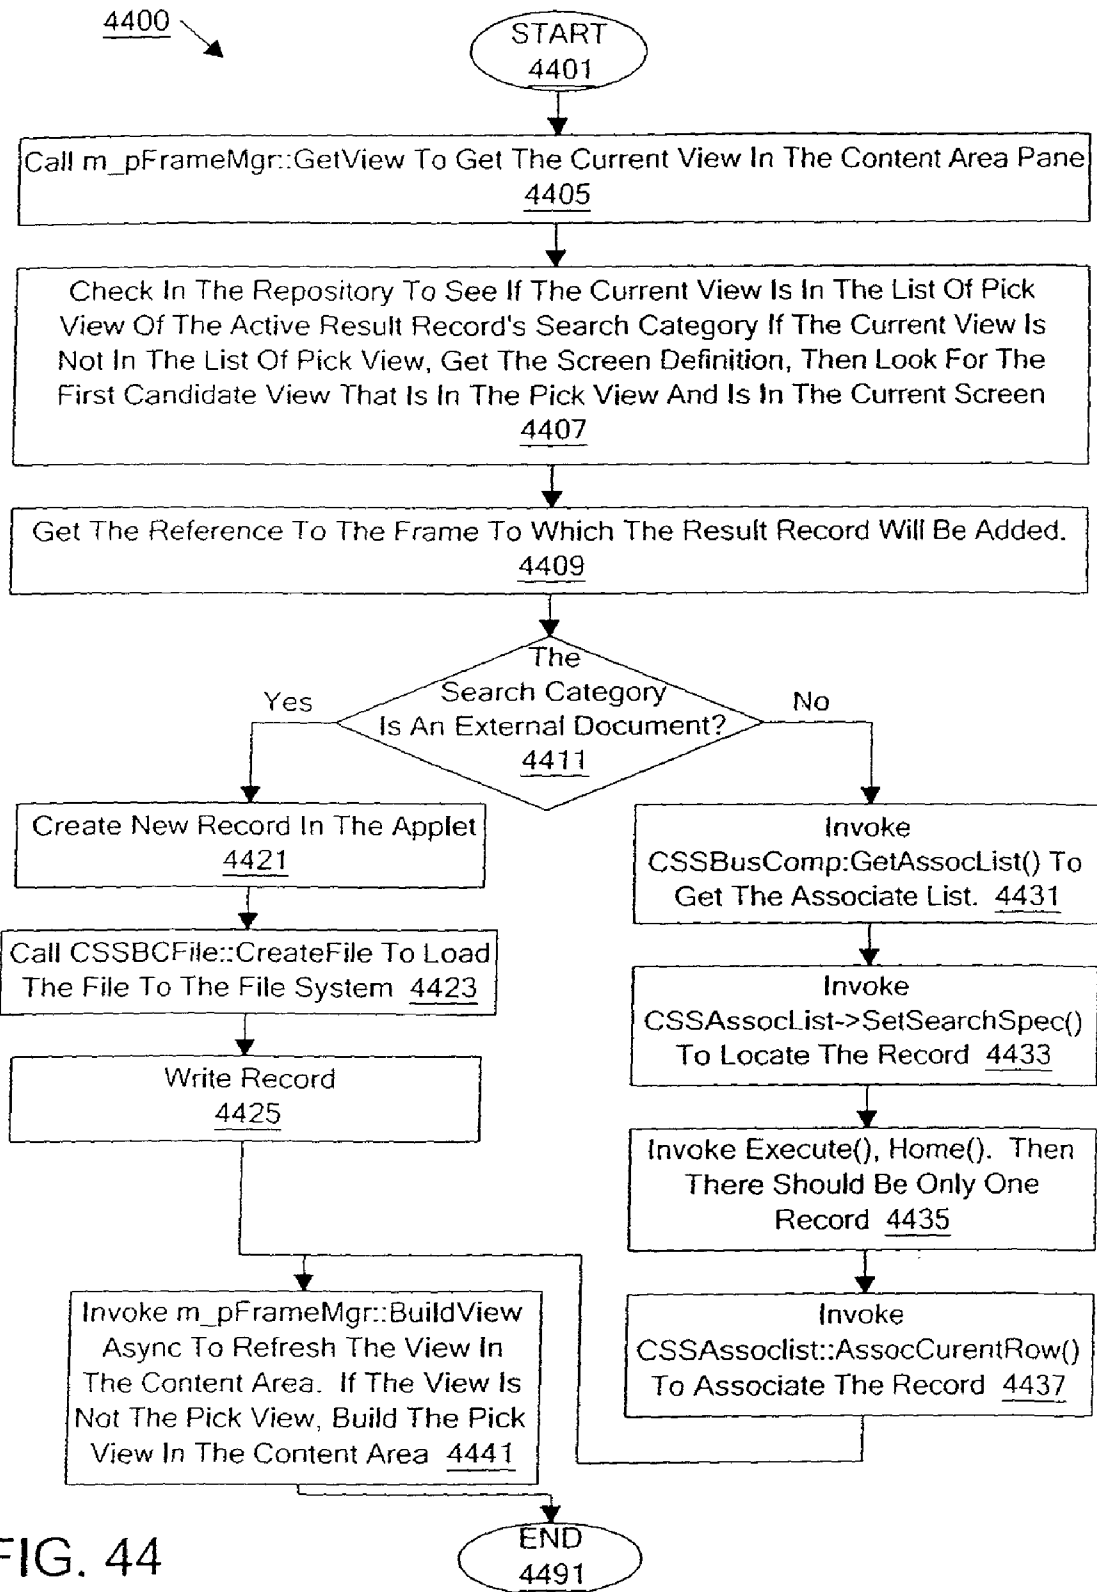 4400
START
4401
Call m_pFrameMgr::GetView To Get The Current View In The Content Area Pane
4405
Check In The Repository To See If The Current View Is In The List Of Pick
View Of The Active Result Record's Search Category If The Current View Is
Not In The List Of Pick View, Get The Screen Definition, Then Look For The
First Candidate View That Is In The Pick View And Is In The Current Screen
4407
Get The Reference To The Frame To Which The Result Record Will Be Added.
4409
The
Search Category
Is An External Document?
4411
Yes
No
Create New Record In The Applet
4421
Call CSSBCFile::CreateFile To Load
The File To The File System 4423
Write Record
4425
Invoke
CSSBusComp:GetAssocList() To
Get The Associate List. 4431
Invoke
CSSAssocList->SetSearchSpec()
To Locate The Record 4433
Invoke Execute(), Home(). Then
There Should Be Only One
Record 4435
Invoke
CSSAssoclist::AssocCurentRow()
To Associate The Record 4437
Invoke m_pFrameMgr::BuildView
Async To Refresh The View In
The Content Area. If The View Is
Not The Pick View, Build The Pick
View In The Content Area 4441
END
4491
FIG. 44